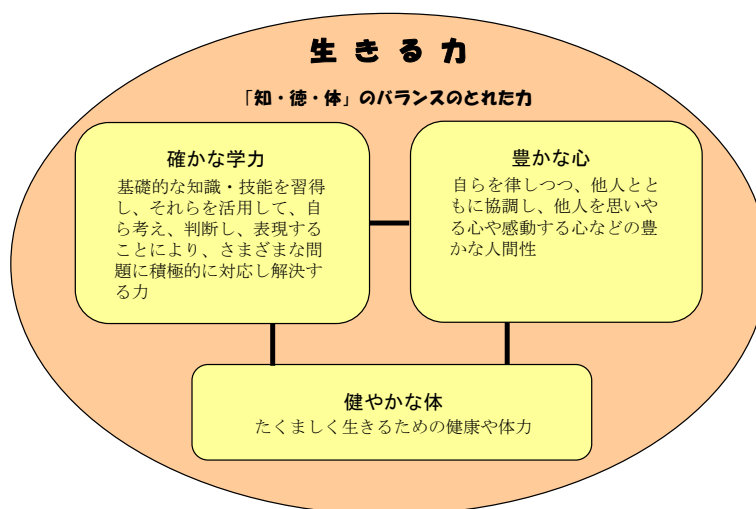 生きる力
「知・徳・体」のバランスのとれた力
確かな学力
基礎的な知識・技能を習得
し、それらを活用して、自
ら考え、判断し、表現する
ことにより、さまざまな問
題に積極的に対応し解決す
る力
豊かな心
自らを律しつつ、他人とと
もに協調し、他人を思いや
る心や感動する心などの豊
かな人間性
健やかな体
たくましく生きるための健康や体力